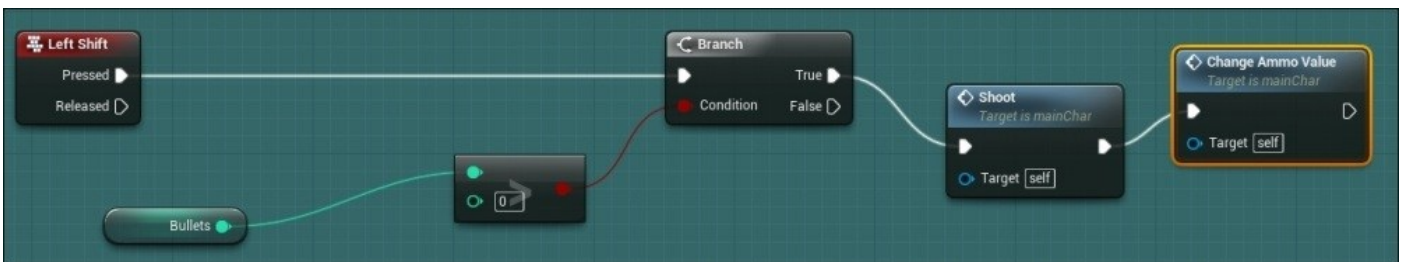 Left Shift
Pressed
Released
Branch
True
Condition
False
Shoot
Target is mainChar
Target self
Change Ammo Value
Target is mainChar
Target self
Bullets
0
>